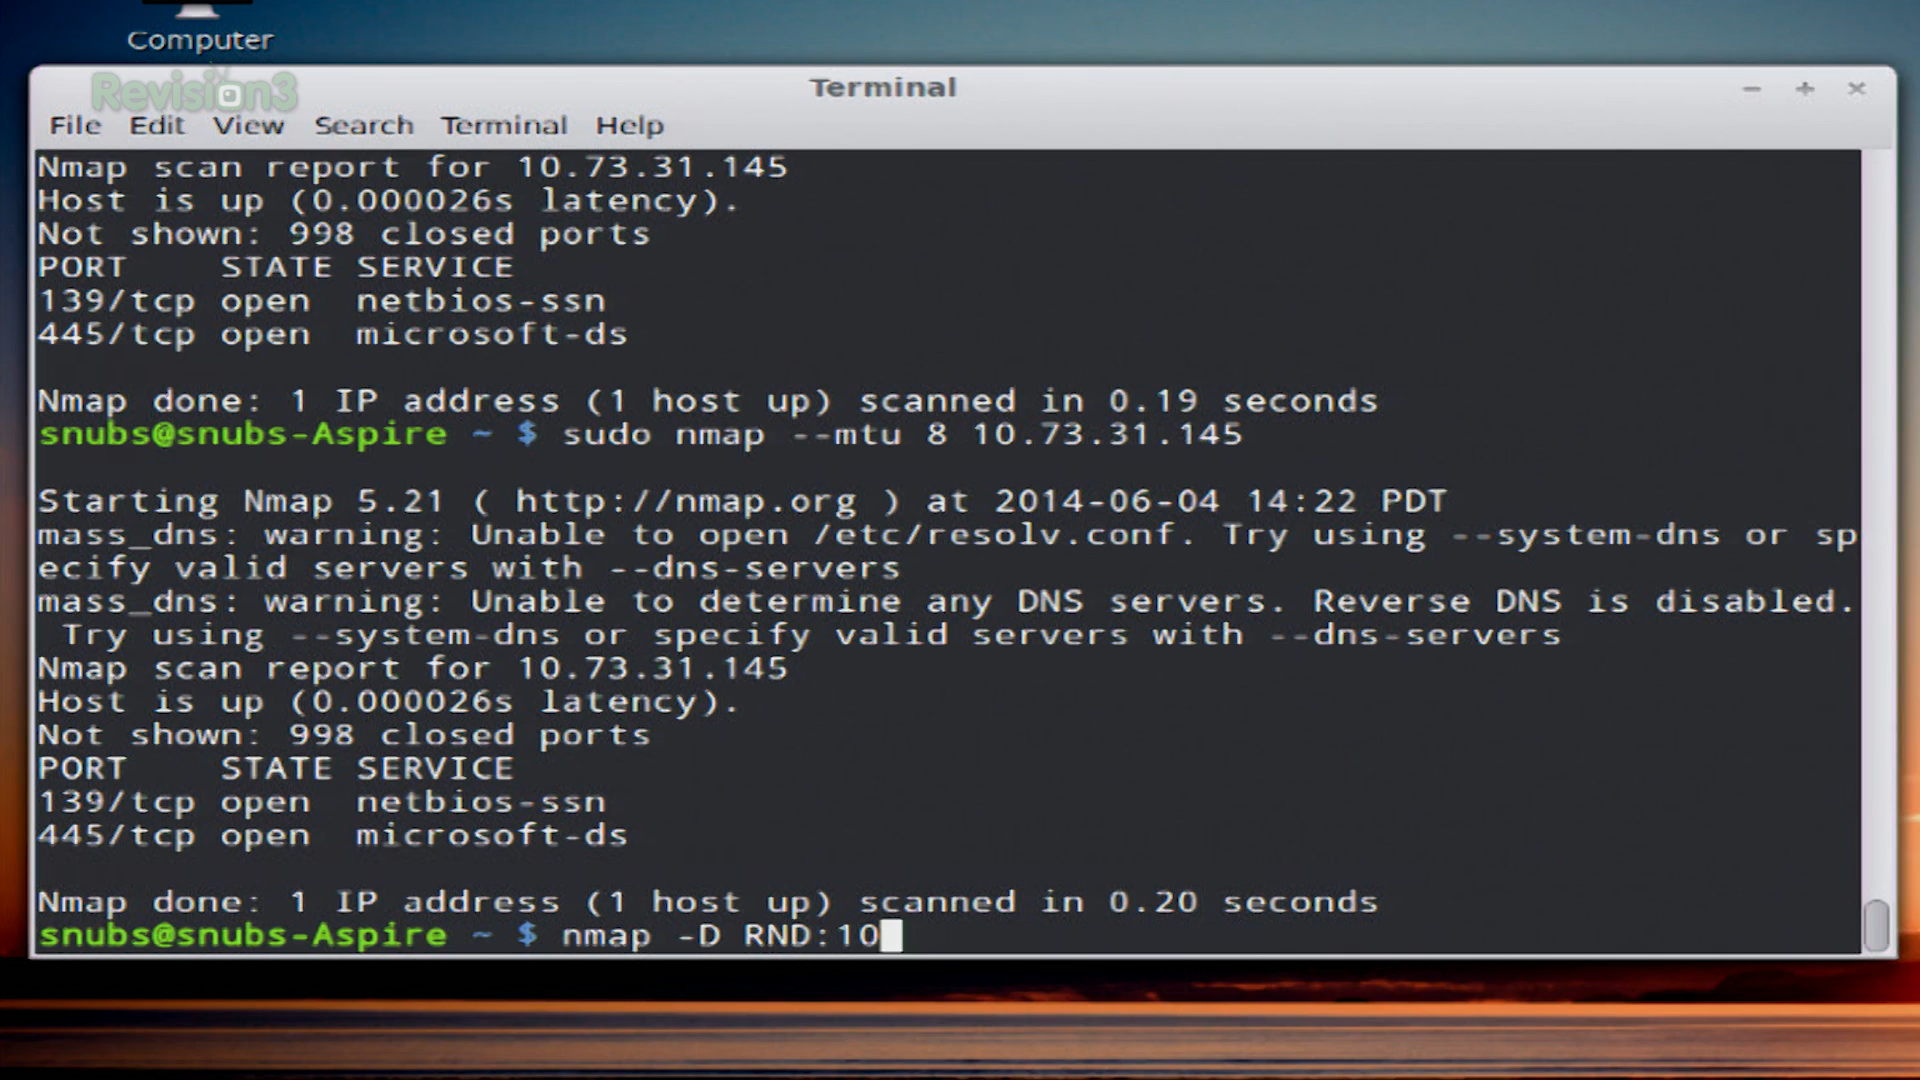 Computer
Revision3
Terminal
File Edit View Search Terminal Help
Nmap scan report for 10.73.31.145
Host is up (0.000026s latency).
Not shown: 998 closed ports
PORT    STATE SERVICE
139/tcp open  netbios-ssn
445/tcp open  microsoft-ds
Nmap done: 1 IP address (1 host up) scanned in 0.19 seconds
snubs@snubs-Aspire ~ $ sudo nmap --mtu 8 10.73.31.145
Starting Nmap 5.21 ( http://nmap.org ) at 2014-06-04 14:22 PDT
mass_dns: warning: Unable to open /etc/resolv.conf. Try using --system-dns or sp
ecify valid servers with --dns-servers
mass_dns: warning: Unable to determine any DNS servers. Reverse DNS is disabled.
Try using --system-dns or specify valid servers with --dns-servers
Nmap scan report for 10.73.31.145
Host is up (0.000026s latency).
Not shown: 998 closed ports
PORT    STATE SERVICE
139/tcp open  netbios-ssn
445/tcp open  microsoft-ds
Nmap done: 1 IP address (1 host up) scanned in 0.20 seconds
snubs@snubs-Aspire ~ $ nmap -D RND:10